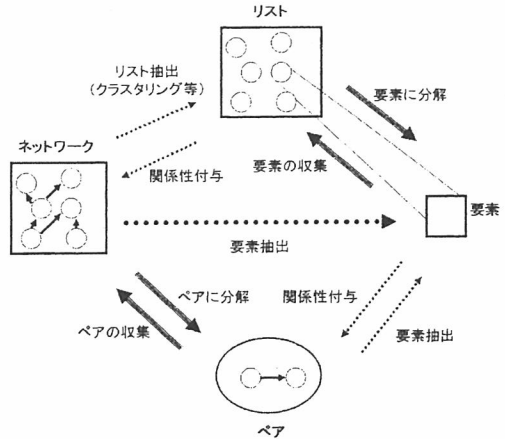 リスト
リスト抽出
(クラスタリング等)
要素に分解
ネットワーク
関係性付与
要素の収集
要素
要素抽出
ペアに分解
関係性付与
ペアの収集
要素抽出
ペア